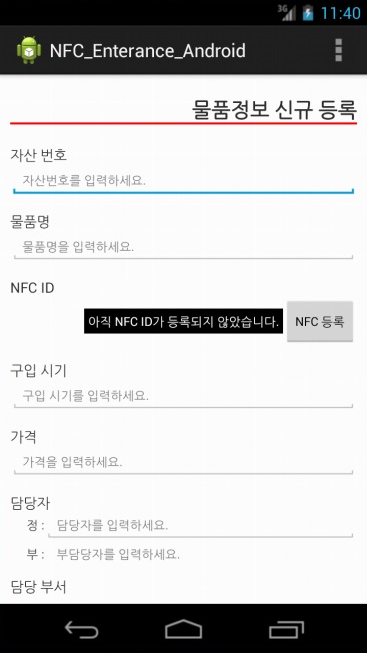 3G 11:40
NFC_Enterance_Android
물품정보 신규 등록
자산 번호
자산번호를 입력하세요.
물품명
물품명을 입력하세요.
NFC ID
아직 NFC ID가 등록되지 않았습니다. NFC 등록
구입 시기
구입 시기를 입력하세요.
가격
가격을 입력하세요.
담당자
정 : 담당자를 입력하세요.
부 : 부담당자를 입력하세요.
담당 부서